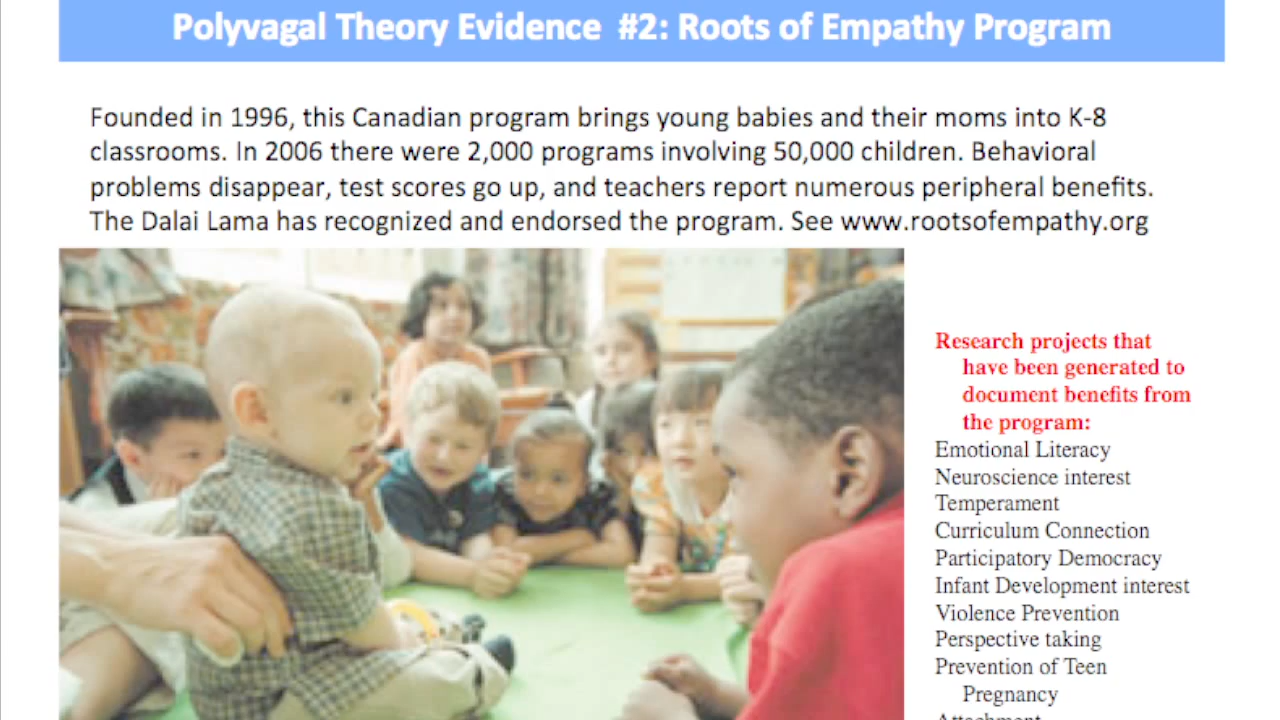 Polyvagal Theory Evidence #2: Roots of Empathy Program
Founded in 1996, this Canadian program brings young babies and their moms into K-8
classrooms. In 2006 there were 2,000 programs involving 50,000 children. Behavioral
problems disappear, test scores go up, and teachers report numerous peripheral benefits.
The Dalai Lama has recognized and endorsed the program. See www.rootsofempathy.org
Research projects that
have been generated to
document benefits from
the program:
Emotional Literacy
Neuroscience interest
Temperament
Curriculum Connection
Participatory Democracy
Infant Development interest
Violence Prevention
Perspective taking
Prevention of Teen
Pregnancy
Attachment